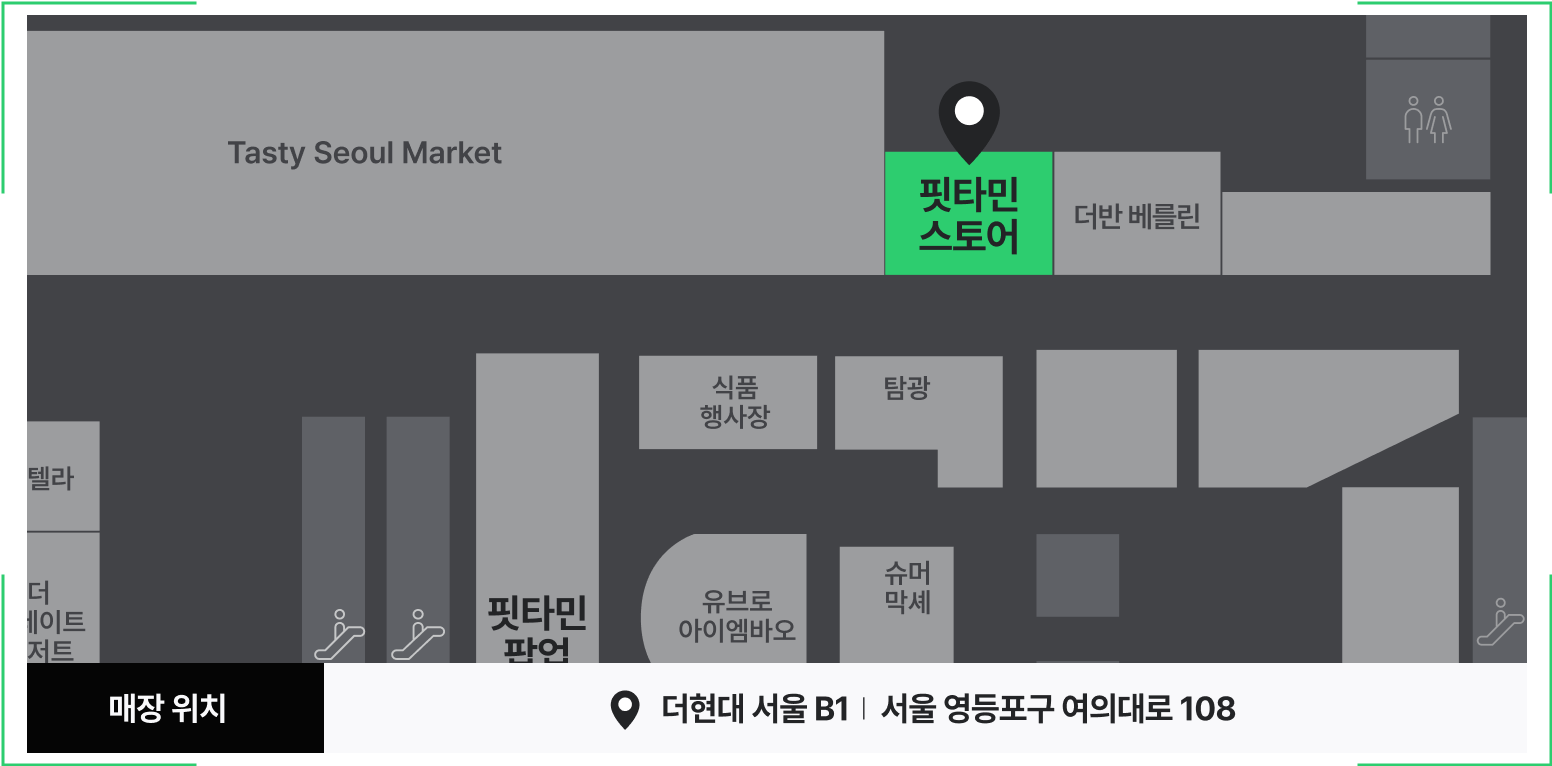 Tasty Seoul Market
핏타민
스토어
더반 베를린
식품
행사장
탐광
텔라
더
이트
저트
핏타민
팝업
유브로
아이엠바오
슈머
막셰
매장 위치
더현대 서울 B1 | 서울 영등포구 여의대로 108